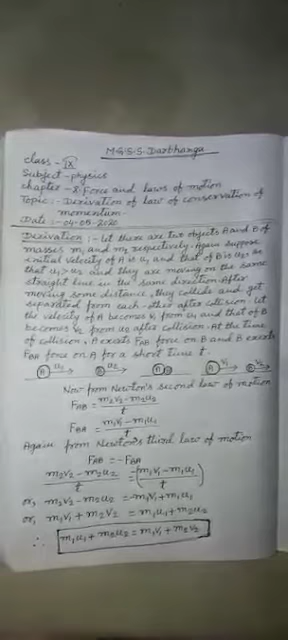 M.G.S.S. Darbhanga
class - IX
Subject - physics
chapter - 8. Force and laws of motion
Topic :- Derivation of law of conservation of
momentum.
Date :- 04-05-2020
Derivation :- Let there are two objects A and B of
masses m₁ and m₂ respectively. Again suppose
initial velocity of A is u₁ and that of B is u₂, so
that u₁ > u₂ and they are moving on the same
straight line in the same direction. After
moving some distance, they collide and get
separated from each-other after collision. Let
the velocity of A becomes v₁ from u₁ and that of B
becomes v₂ from u₂ after collision. At the time
of collision, A exerts FAB force on B and B exerts
FBA force on A for a short time t.
A u₁ B u₂ A B A v₁ B v₂
Now from Newton's second law of motion
FAB = m₂v₂ - m₂u₂ / t
FBA = m₁v₁ - m₁u₁ / t
Again from Newton's third law of motion
FAB = - FBA
m₂v₂ - m₂u₂ / t = -(m₁v₁ - m₁u₁ / t)
or, m₂v₂ - m₂u₂ = -m₁v₁ + m₁u₁
or, m₁v₁ + m₂v₂ = m₁u₁ + m₂u₂
∴ m₁u₁ + m₂u₂ = m₁v₁ + m₂v₂